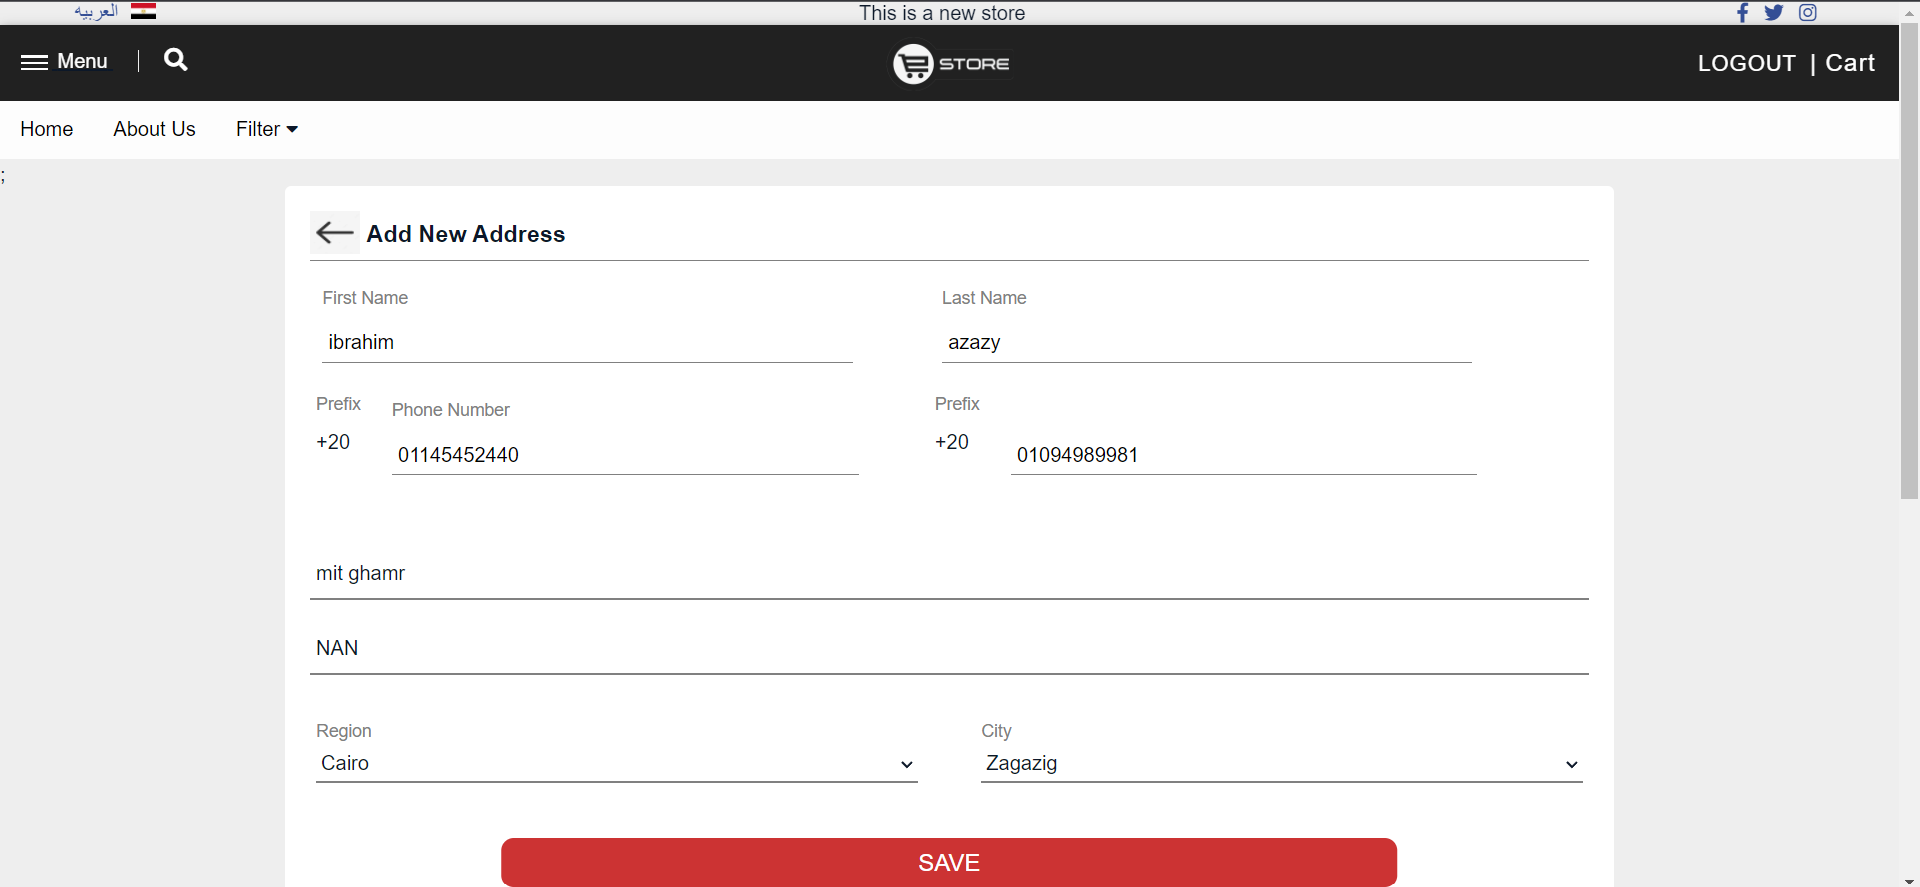 العربيه
This is a new store
Menu
STORE
LOGOUT | Cart
Home
About Us
Filter
;
Add New Address
First Name
Last Name
ibrahim
azazy
Prefix
Phone Number
Prefix
+20
01145452440
+20
01094989981
mit ghamr
NAN
Region
City
Cairo
Zagazig
SAVE